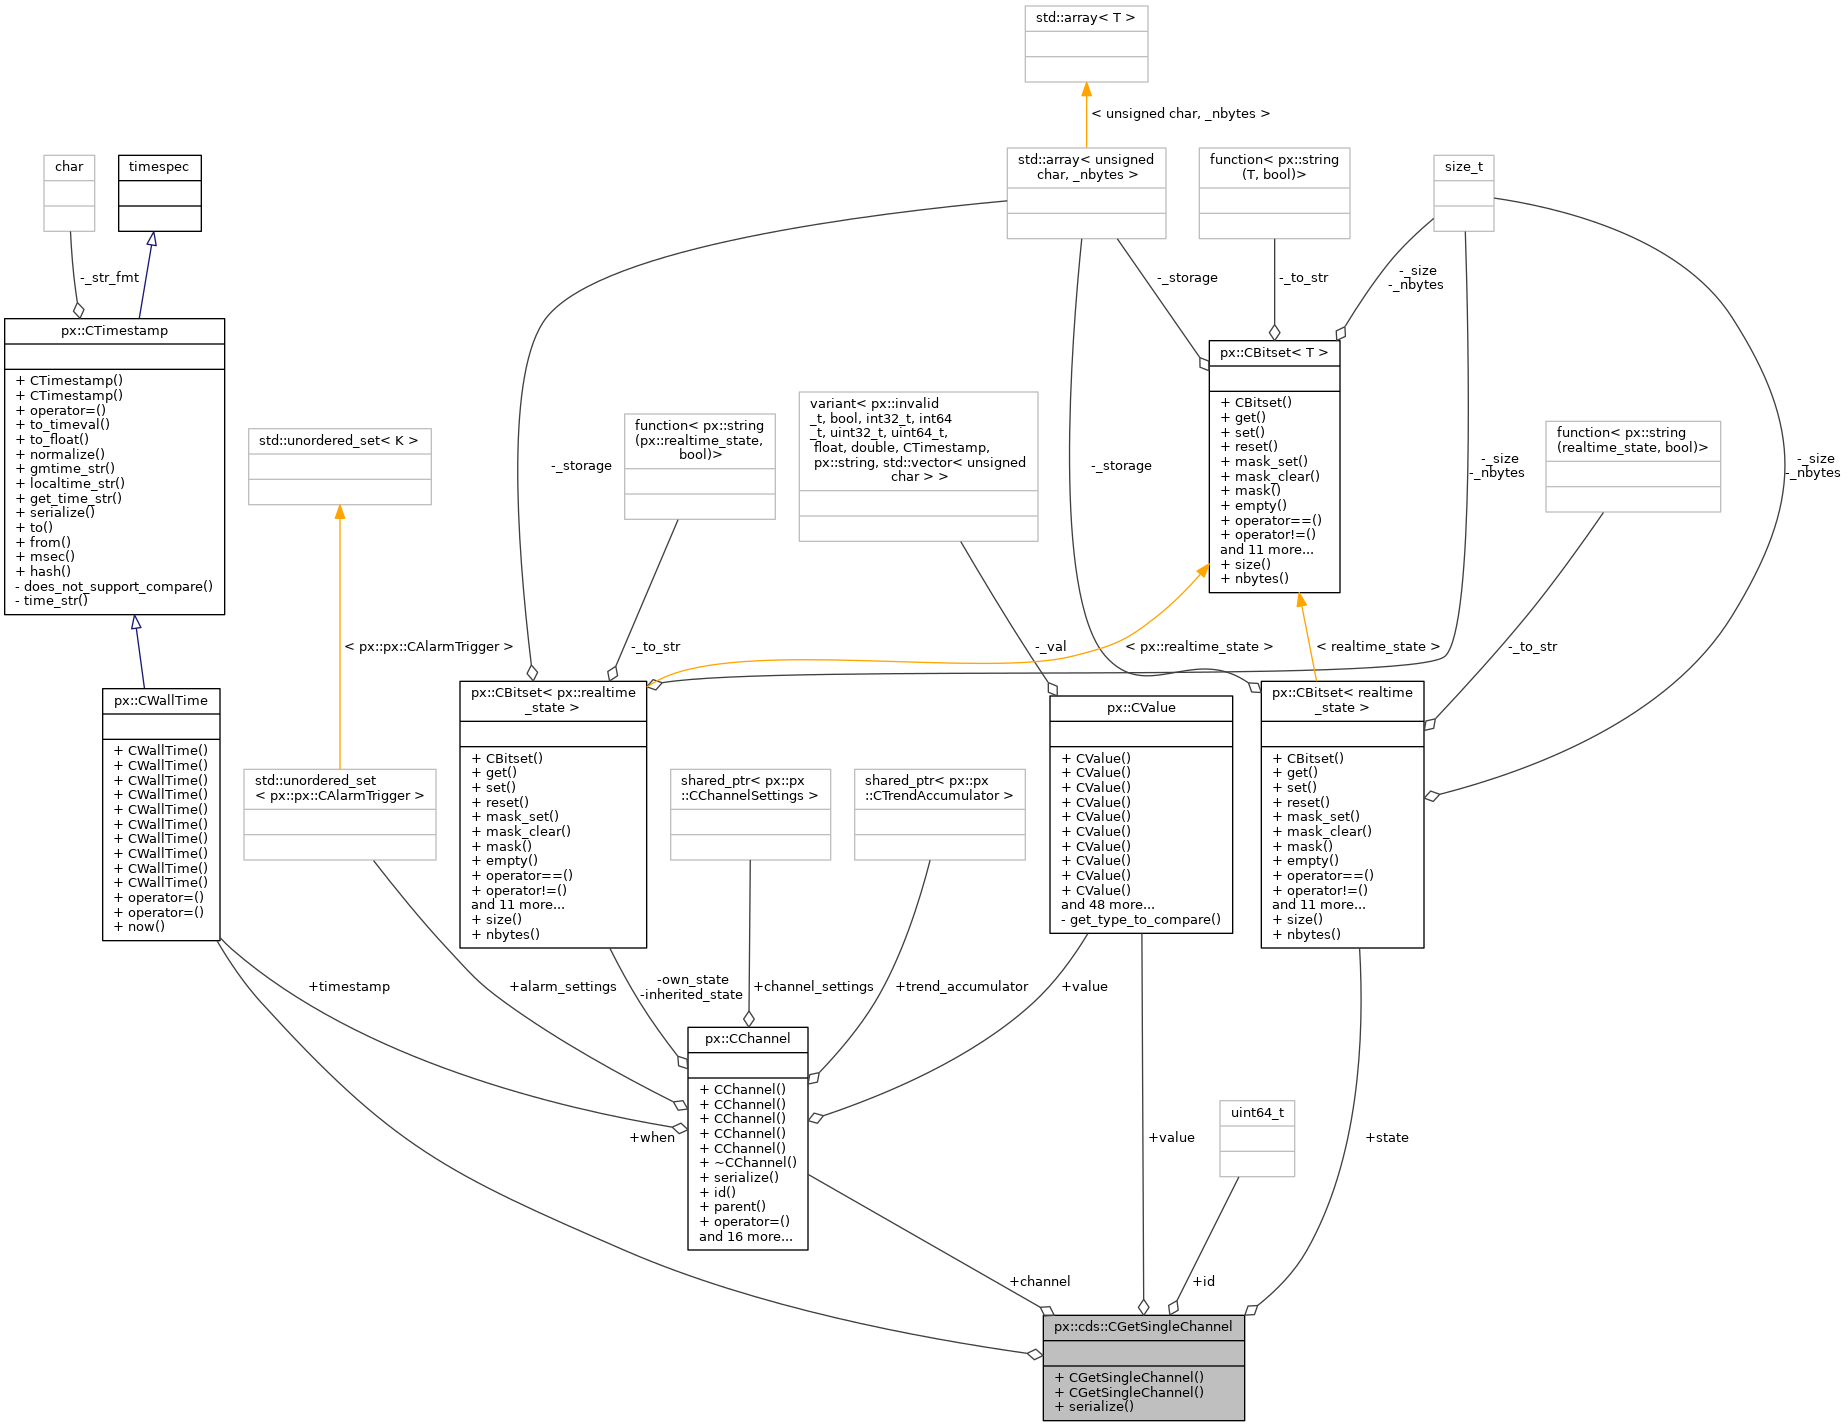 std::array< T >
< unsigned char, _nbytes >
char
timespec
std::array< unsigned
char, _nbytes >
function< px::string
(T, bool)>
size_t
-_str_fmt
-_storage
-_to_str
-_size
-_nbytes
px::CTimestamp
+ CTimestamp()
+ CTimestamp()
+ operator=()
+ to_timeval()
+ to_float()
+ normalize()
+ gmtime_str()
+ localtime_str()
+ get_time_str()
+ serialize()
+ to()
+ from()
+ msec()
+ hash()
- does_not_support_compare()
- time_str()
px::CBitset< T >
+ CBitset()
+ get()
+ set()
+ reset()
+ mask_set()
+ mask_clear()
+ mask()
+ empty()
+ operator==()
+ operator!=()
and 11 more...
+ size()
+ nbytes()
std::unordered_set< K >
-_storage
function< px::string
(px::realtime_state,
bool)>
variant< px::invalid
_t, bool, int32_t, int64
_t, uint32_t, uint64_t,
float, double, CTimestamp,
px::string, std::vector< unsigned
char > >
-_storage
-_size
-_nbytes
function< px::string
(realtime_state, bool)>
-_size
-_nbytes
< px::px::CAlarmTrigger >
-_to_str
-_val
< px::realtime_state >
< realtime_state >
-_to_str
px::CWallTime
+ CWallTime()
+ CWallTime()
+ CWallTime()
+ CWallTime()
+ CWallTime()
+ CWallTime()
+ CWallTime()
+ CWallTime()
+ CWallTime()
+ CWallTime()
+ operator=()
+ operator=()
+ now()
std::unordered_set
< px::px::CAlarmTrigger >
px::CBitset< px::realtime
_state >
+ CBitset()
+ get()
+ set()
+ reset()
+ mask_set()
+ mask_clear()
+ mask()
+ empty()
+ operator==()
+ operator!=()
and 11 more...
+ size()
+ nbytes()
shared_ptr< px::px
::CChannelSettings >
shared_ptr< px::px
::CTrendAccumulator >
px::CValue
+ CValue()
+ CValue()
+ CValue()
+ CValue()
+ CValue()
+ CValue()
+ CValue()
+ CValue()
+ CValue()
+ CValue()
and 48 more...
- get_type_to_compare()
px::CBitset< realtime
_state >
+ CBitset()
+ get()
+ set()
+ reset()
+ mask_set()
+ mask_clear()
+ mask()
+ empty()
+ operator==()
+ operator!=()
and 11 more...
+ size()
+ nbytes()
+timestamp
+alarm_settings
-own_state
-inherited_state
+channel_settings
+trend_accumulator
+value
px::CChannel
+ CChannel()
+ CChannel()
+ CChannel()
+ CChannel()
+ CChannel()
+ ~CChannel()
+ serialize()
+ id()
+ parent()
+ operator=()
and 16 more...
+when
+value
uint64_t
+state
+channel
+id
px::cds::CGetSingleChannel
+ CGetSingleChannel()
+ CGetSingleChannel()
+ serialize()